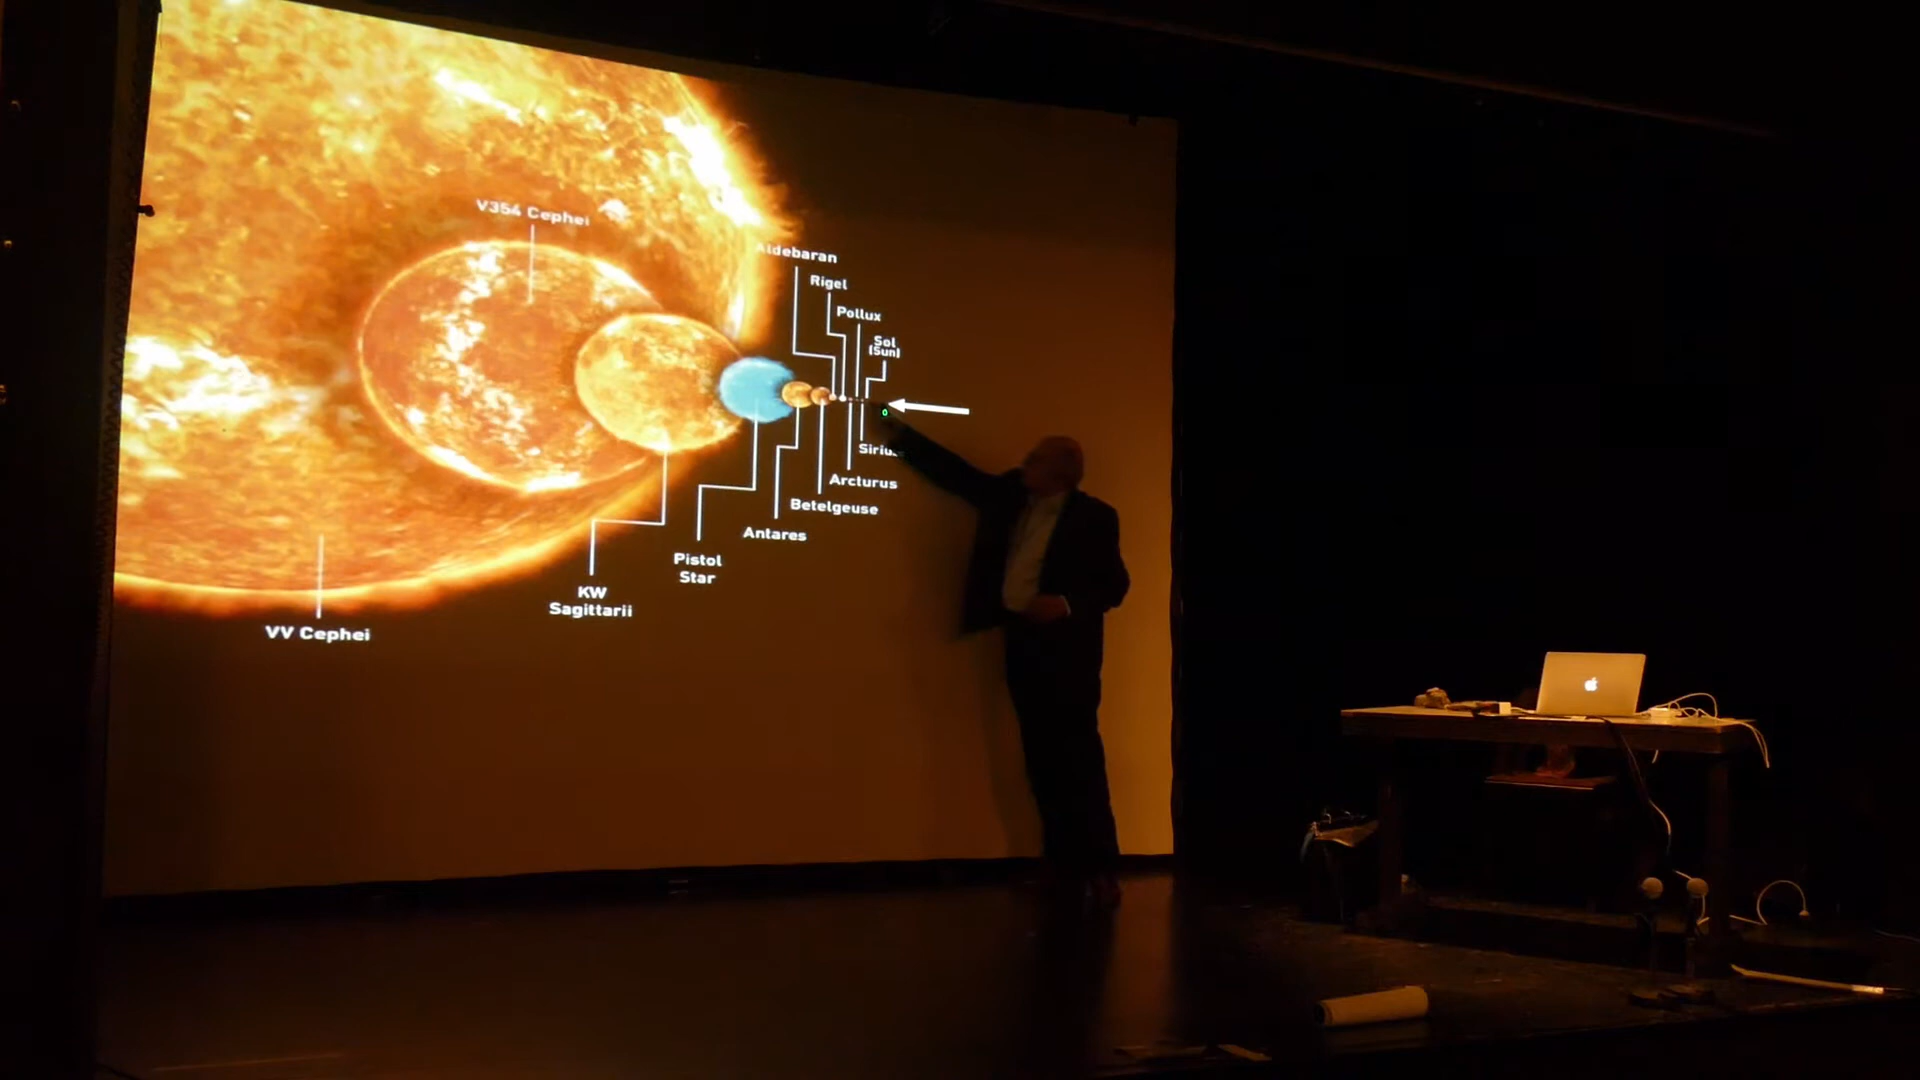 V354 Cephei
Aldebaran
Rigel
Pollux
Sol
(Sun)
Arcturus
Betelgeuse
Antares
Pistol
Star
KW
Sagittarii
VV Cephei